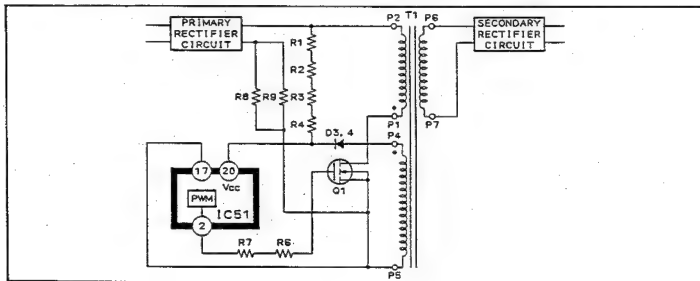 PRIMARY
RECTIFIER
CIRCUIT
P2
T1
P6
SECONDARY
RECTIFIER
CIRCUIT
R1
R2
R8
R9
R3
R4
P1
P7
D3, 4
P4
17
20
Vcc
Q1
PWM
IC51
2
R7
R6
P5